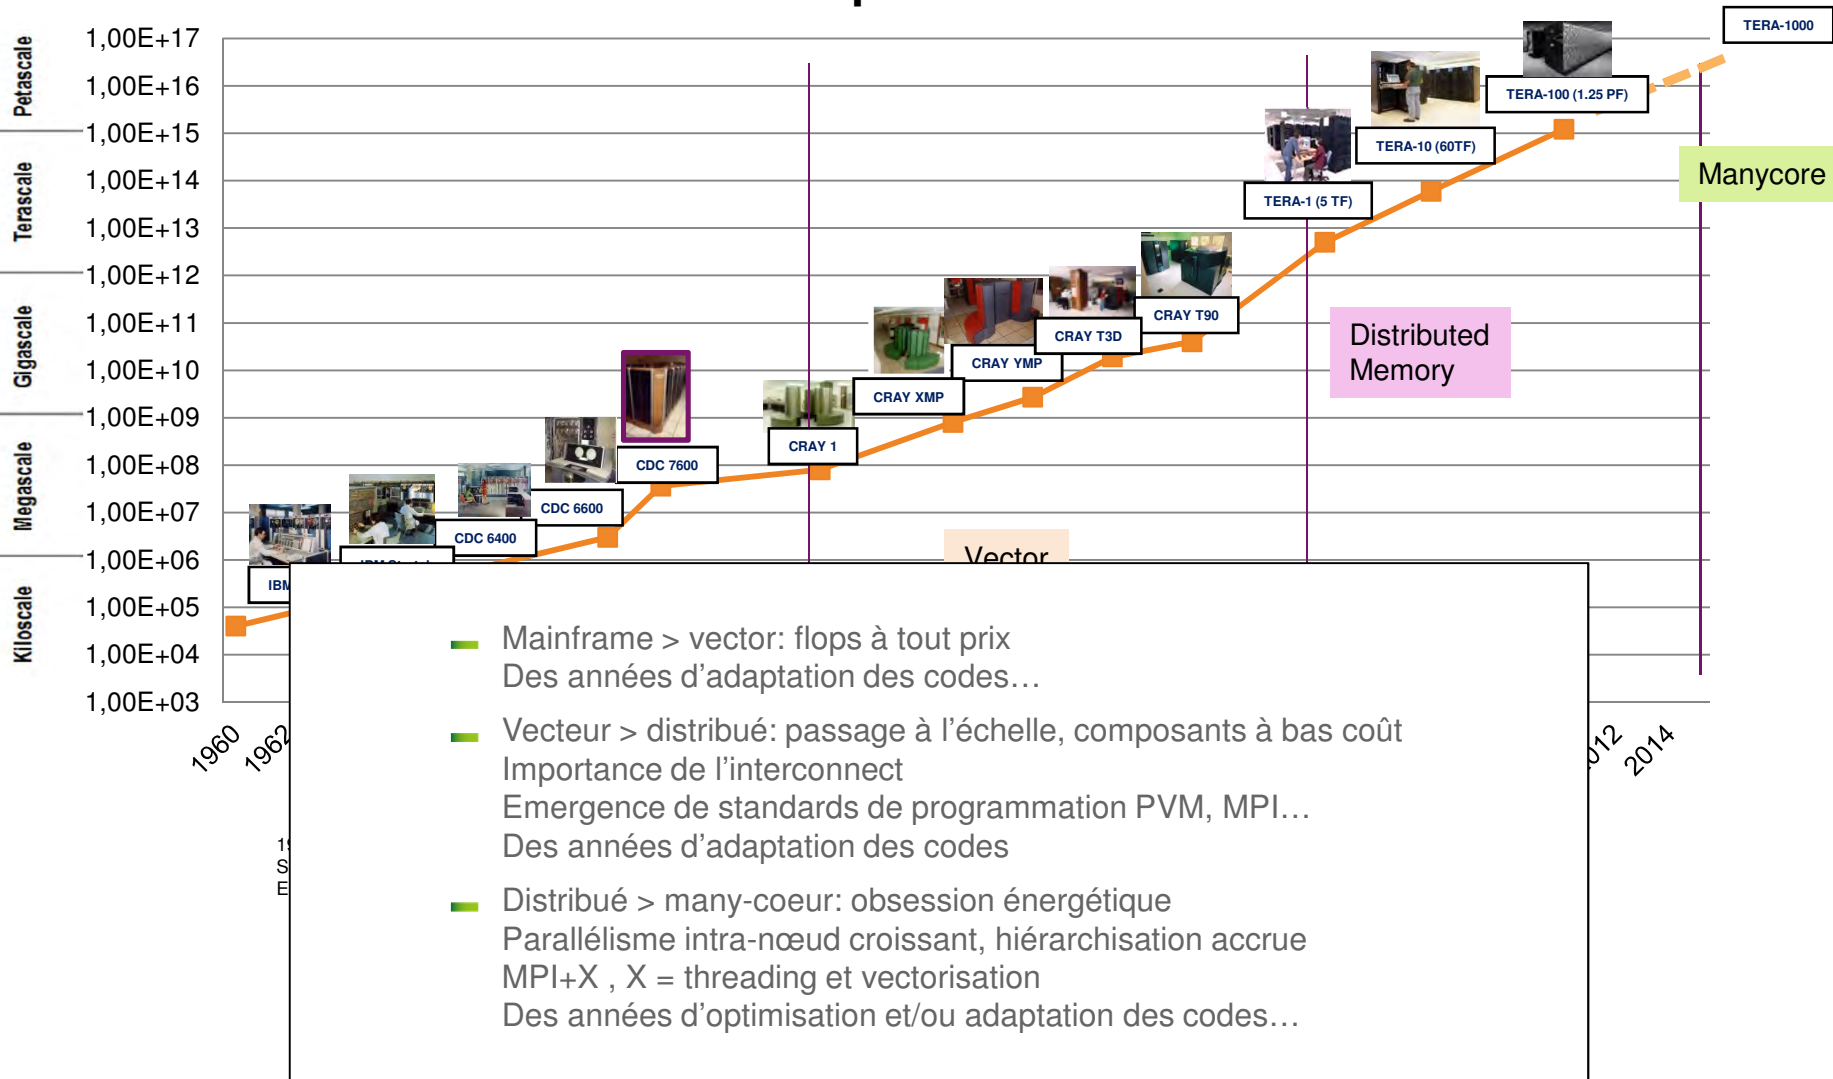 TERA-1000
1,00E+17
1,00E+16
1,00E+15
1,00E+14
1,00E+13
1,00E+12
1,00E+11
1,00E+10
1,00E+09
1,00E+08
1,00E+07
1,00E+06
1,00E+05
1,00E+04
1,00E+03
Petascale
Terascale
Gigascale
Megascale
Kiloscale
TERA-100 (1.25 PF)
TERA-10 (60TF)
TERA-1 (5 TF)
Manycore
CRAY T90
CRAY T3D
CRAY YMP
CRAY XMP
Distributed
Memory
CRAY 1
CDC 7600
CDC 6600
CDC 6400
Vector
IBM
Mainframe > vector: flops à tout prix
Des années d’adaptation des codes…
Vecteur > distribué: passage à l’échelle, composants à bas coût
Importance de l’interconnect
Emergence de standards de programmation PVM, MPI…
Des années d’adaptation des codes
Distribué > many-coeur: obsession énergétique
Parallélisme intra-nœud croissant, hiérarchisation accrue
MPI+X , X = threading et vectorisation
Des années d’optimisation et/ou adaptation des codes…
1960
1962
2012
2014
19
S
E